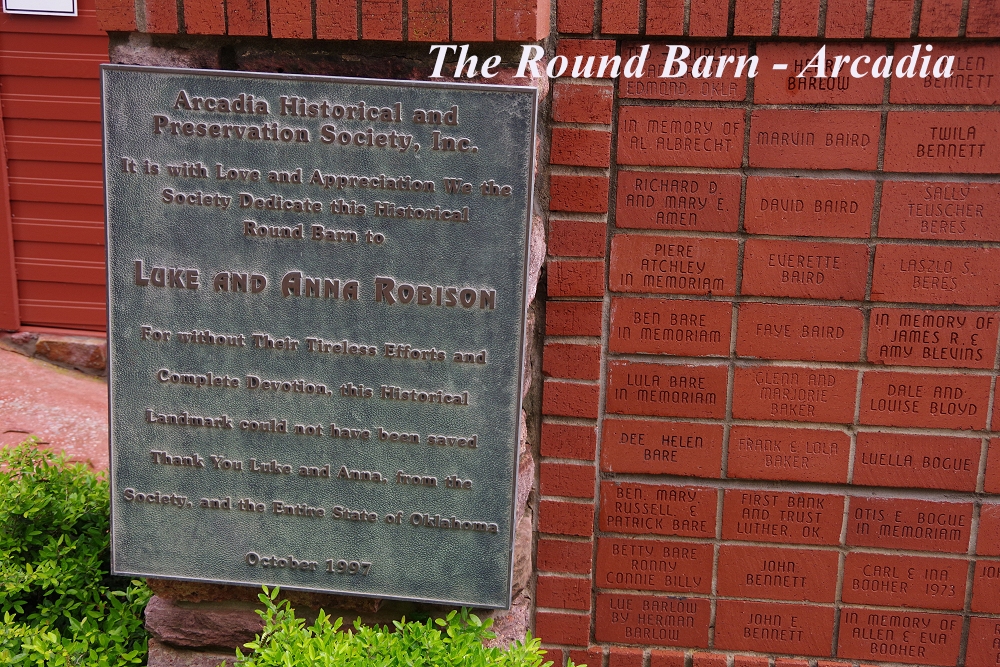 The Round Barn - Arcadia
Arcadia Historical and
Preservation Society, Inc.
It is with Love and Appreciation We the
Society Dedicate this Historical
Round Barn to
Luke and Anna Robison
For without Their Tireless Efforts and
Complete Devotion, this Historical
Landmark could not have been saved
Thank You Luke and Anna, from the
Society, and the Entire State of Oklahoma
October 1997
EDMOND, OKLA
BARLOW
BENNETT
IN MEMORY OF
AL ALBRECHT
MARVIN BAIRD
TWILA
BENNETT
RICHARD D.
AND MARY E.
AMEN
DAVID BAIRD
SALLY
TEUSCHER
BERES
PIERE
ATCHLEY
IN MEMORIAM
EVERETTE
BAIRD
LASZLO S.
BERES
BEN BARE
IN MEMORIAM
FAYE BAIRD
IN MEMORY OF
JAMES R. &
AMY BLEVINS
LULA BARE
IN MEMORIAM
GLENN AND
MARJORIE
BAKER
DALE AND
LOUISE BLOYD
DEE HELEN
BARE
FRANK & LOLA
BAKER
LUELLA BOGUE
BEN, MARY,
RUSSELL, &
PATRICK BARE
FIRST BANK
AND TRUST
LUTHER, OK.
OTIS E. BOGUE
IN MEMORIAM
BETTY BARE
RONNY
CONNIE BILLY
JOHN
BENNETT
CARL & INA
BOOHER 1973
LUE BARLOW
BY HERMAN
BARLOW
JOHN E.
BENNETT
IN MEMORY OF
ALLEN & EVA
BOOHER